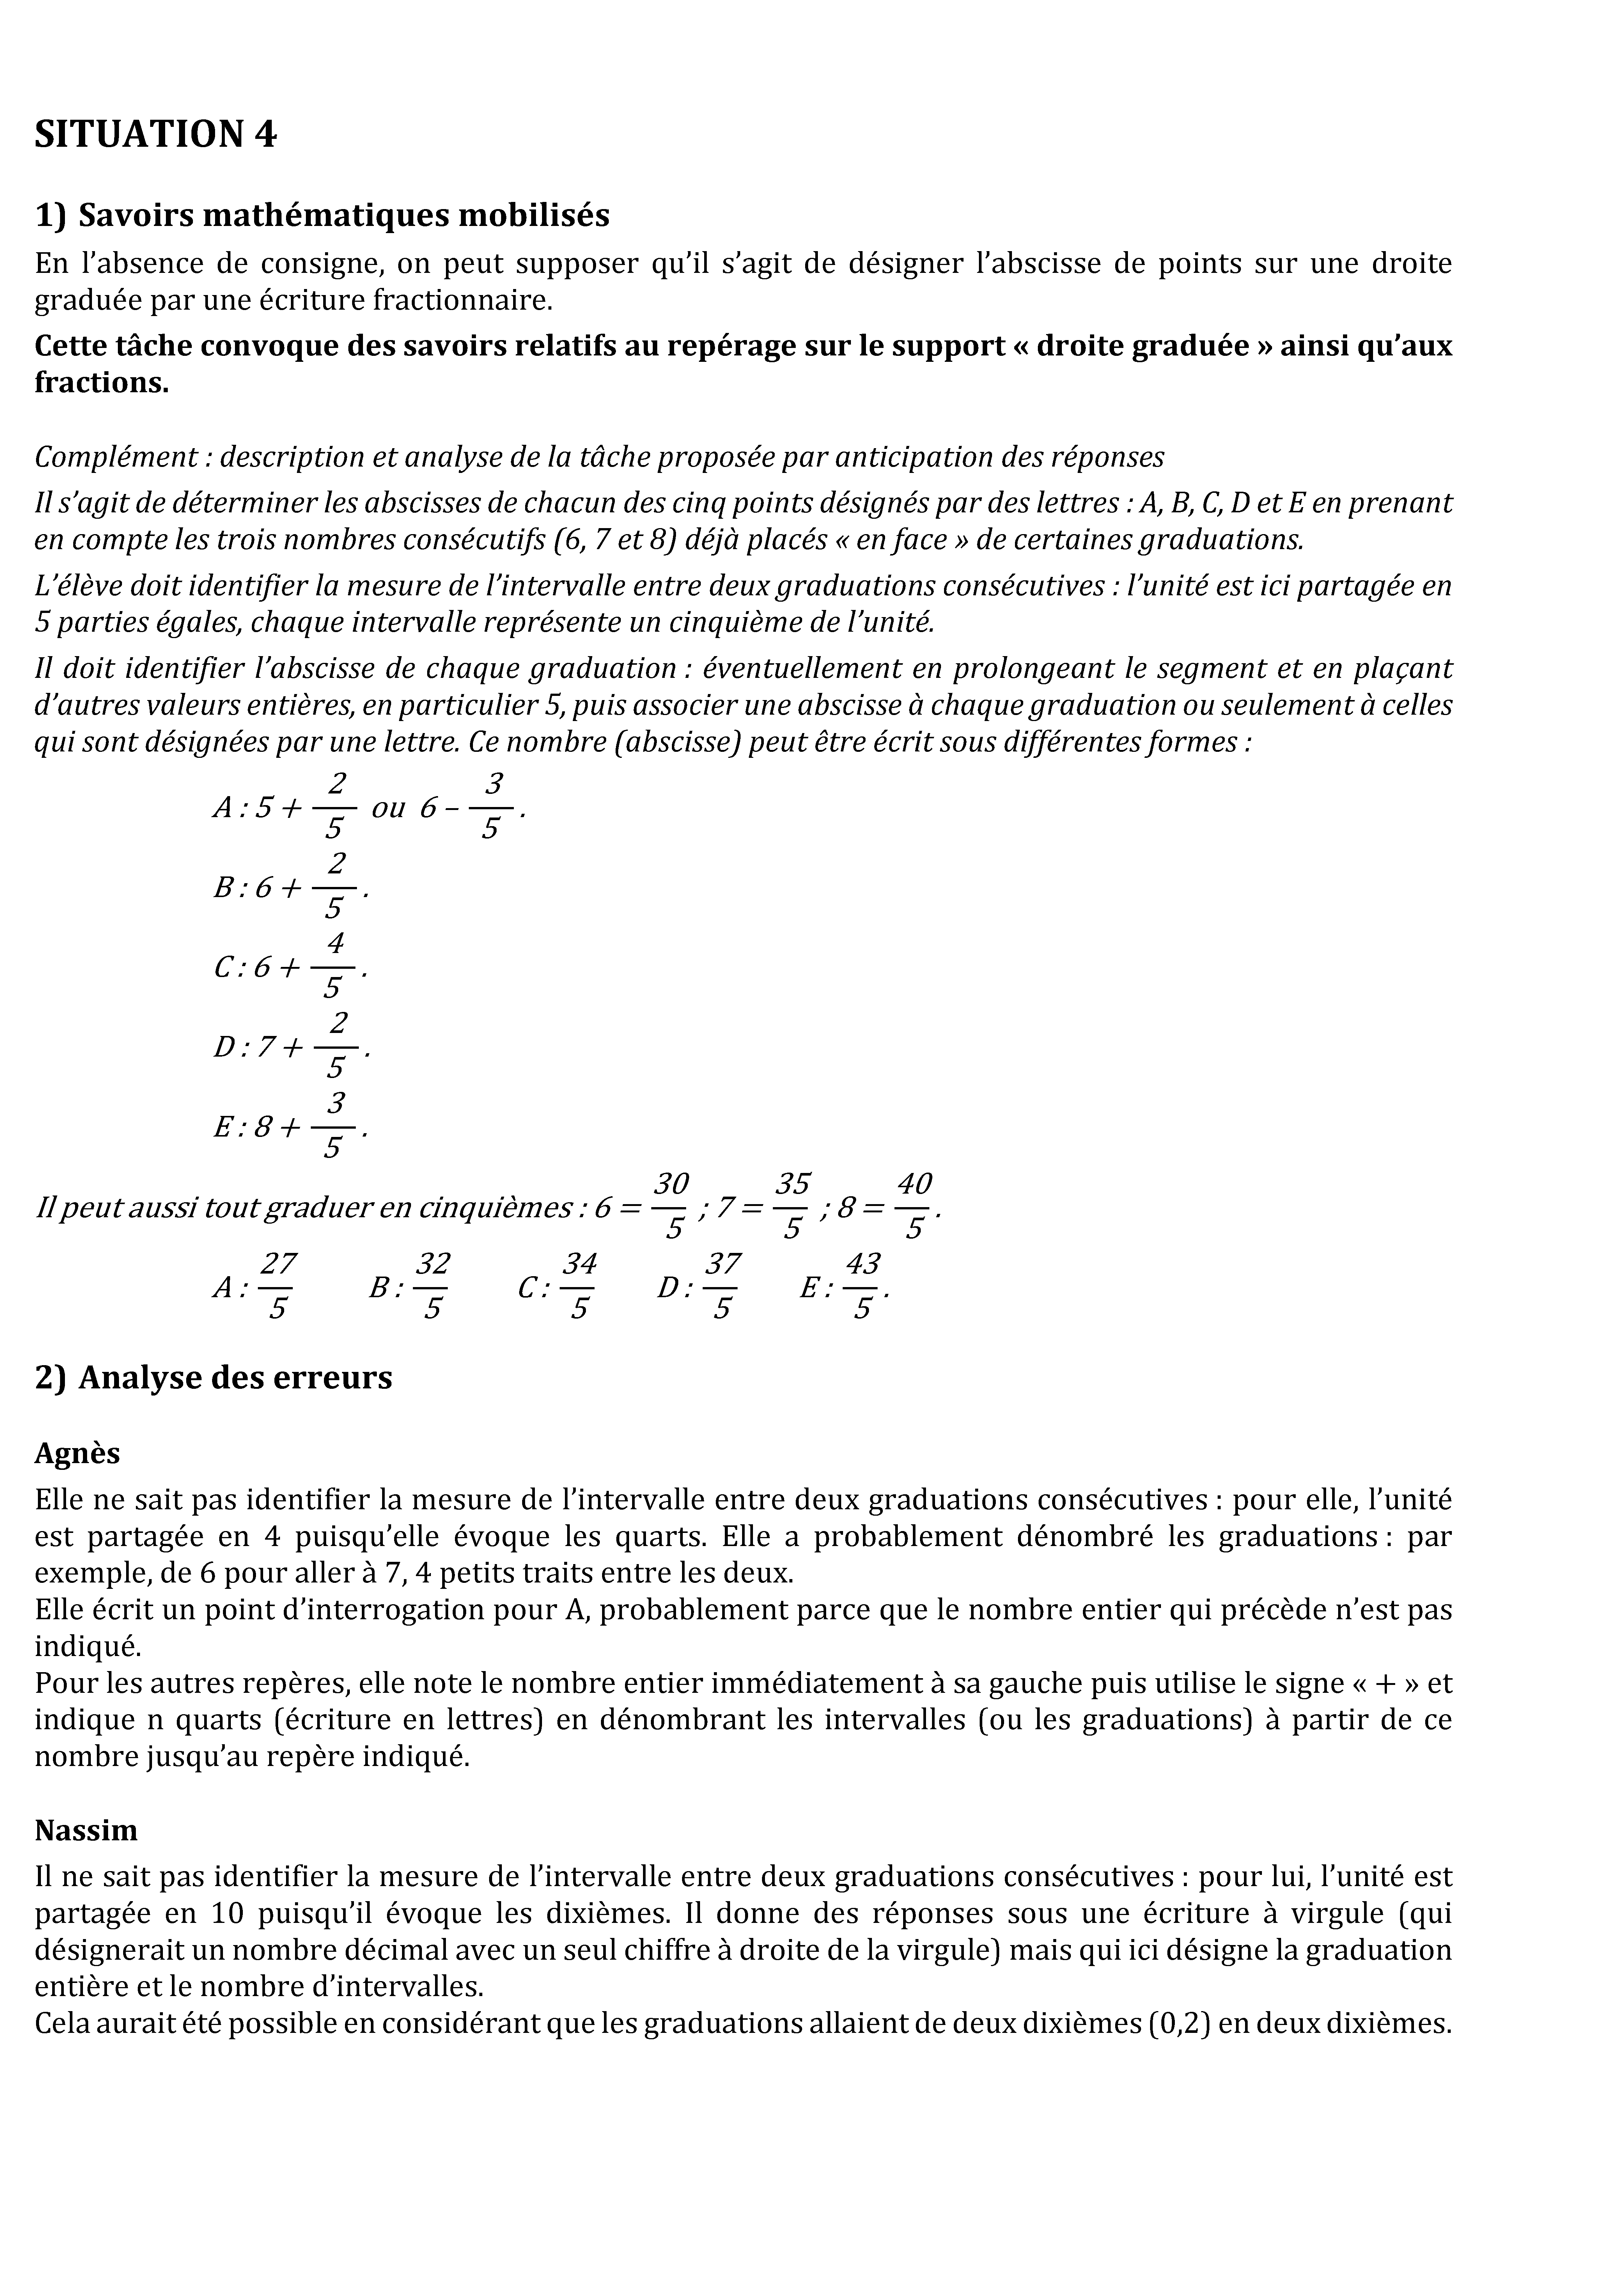 SITUATION 4
1) Savoirs mathématiques mobilisés
En l’absence de consigne, on peut supposer qu’il s’agit de désigner l’abscisse de points sur une droite
graduée par une écriture fractionnaire.
Cette tâche convoque des savoirs relatifs au repérage sur le support « droite graduée » ainsi qu’aux
fractions.
Complément : description et analyse de la tâche proposée par anticipation des réponses
Il s’agit de déterminer les abscisses de chacun des cinq points désignés par des lettres : A, B, C, D et E en prenant
en compte les trois nombres consécutifs (6, 7 et 8) déjà placés « en face » de certaines graduations.
L’élève doit identifier la mesure de l’intervalle entre deux graduations consécutives : l’unité est ici partagée en
5 parties égales, chaque intervalle représente un cinquième de l’unité.
Il doit identifier l’abscisse de chaque graduation : éventuellement en prolongeant le segment et en plaçant
d’autres valeurs entières, en particulier 5, puis associer une abscisse à chaque graduation ou seulement à celles
qui sont désignées par une lettre. Ce nombre (abscisse) peut être écrit sous différentes formes :
A : 5 + 2/5 ou 6 – 3/5 .
B : 6 + 2/5 .
C : 6 + 4/5 .
D : 7 + 2/5 .
E : 8 + 3/5 .
Il peut aussi tout graduer en cinquièmes : 6 = 30/5 ; 7 = 35/5 ; 8 = 40/5 .
A : 27/5 B : 32/5 C : 34/5 D : 37/5 E : 43/5 .
2) Analyse des erreurs
Agnès
Elle ne sait pas identifier la mesure de l’intervalle entre deux graduations consécutives : pour elle, l’unité
est partagée en 4 puisqu’elle évoque les quarts. Elle a probablement dénombré les graduations : par
exemple, de 6 pour aller à 7, 4 petits traits entre les deux.
Elle écrit un point d’interrogation pour A, probablement parce que le nombre entier qui précède n’est pas
indiqué.
Pour les autres repères, elle note le nombre entier immédiatement à sa gauche puis utilise le signe « + » et
indique n quarts (écriture en lettres) en dénombrant les intervalles (ou les graduations) à partir de ce
nombre jusqu’au repère indiqué.
Nassim
Il ne sait pas identifier la mesure de l’intervalle entre deux graduations consécutives : pour lui, l’unité est
partagée en 10 puisqu’il évoque les dixièmes. Il donne des réponses sous une écriture à virgule (qui
désignerait un nombre décimal avec un seul chiffre à droite de la virgule) mais qui ici désigne la graduation
entière et le nombre d’intervalles.
Cela aurait été possible en considérant que les graduations allaient de deux dixièmes (0,2) en deux dixièmes.